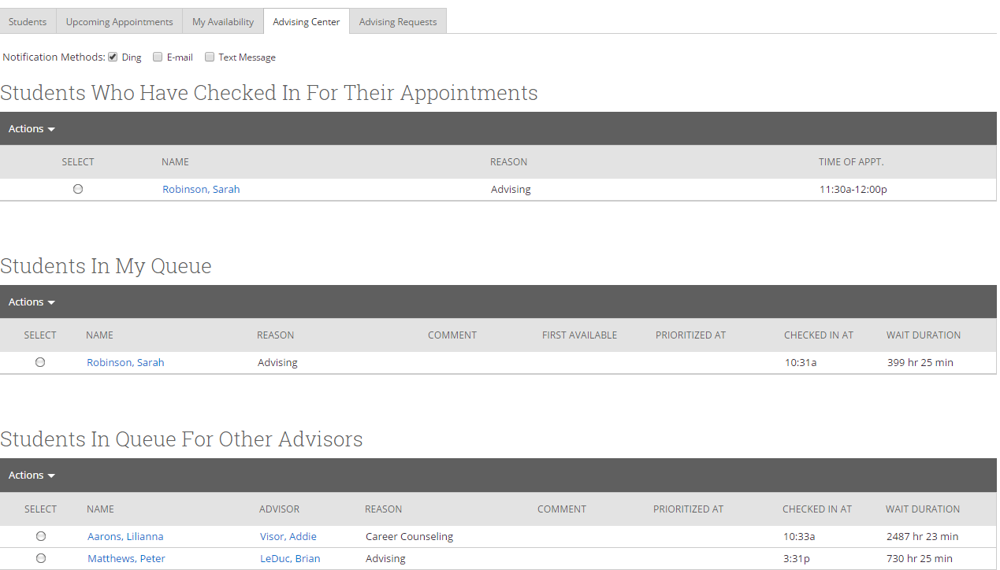 Students Upcoming Appointments My Availability Advising Center Advising Requests
Notification Methods: Ding E-mail Text Message
Students Who Have Checked In For Their Appointments
Actions
SELECT NAME REASON TIME OF APPT.
Robinson, Sarah Advising 11:30a-12:00p
Students In My Queue
Actions
SELECT NAME REASON COMMENT FIRST AVAILABLE PRIORITIZED AT CHECKED IN AT WAIT DURATION
Robinson, Sarah Advising 10:31a 399 hr 25 min
Students In Queue For Other Advisors
Actions
SELECT NAME ADVISOR REASON COMMENT PRIORITIZED AT CHECKED IN AT WAIT DURATION
Aarons, Lilianna Visor, Addie Career Counseling 10:33a 2487 hr 23 min
Matthews, Peter LeDuc, Brian Advising 3:31p 730 hr 25 min